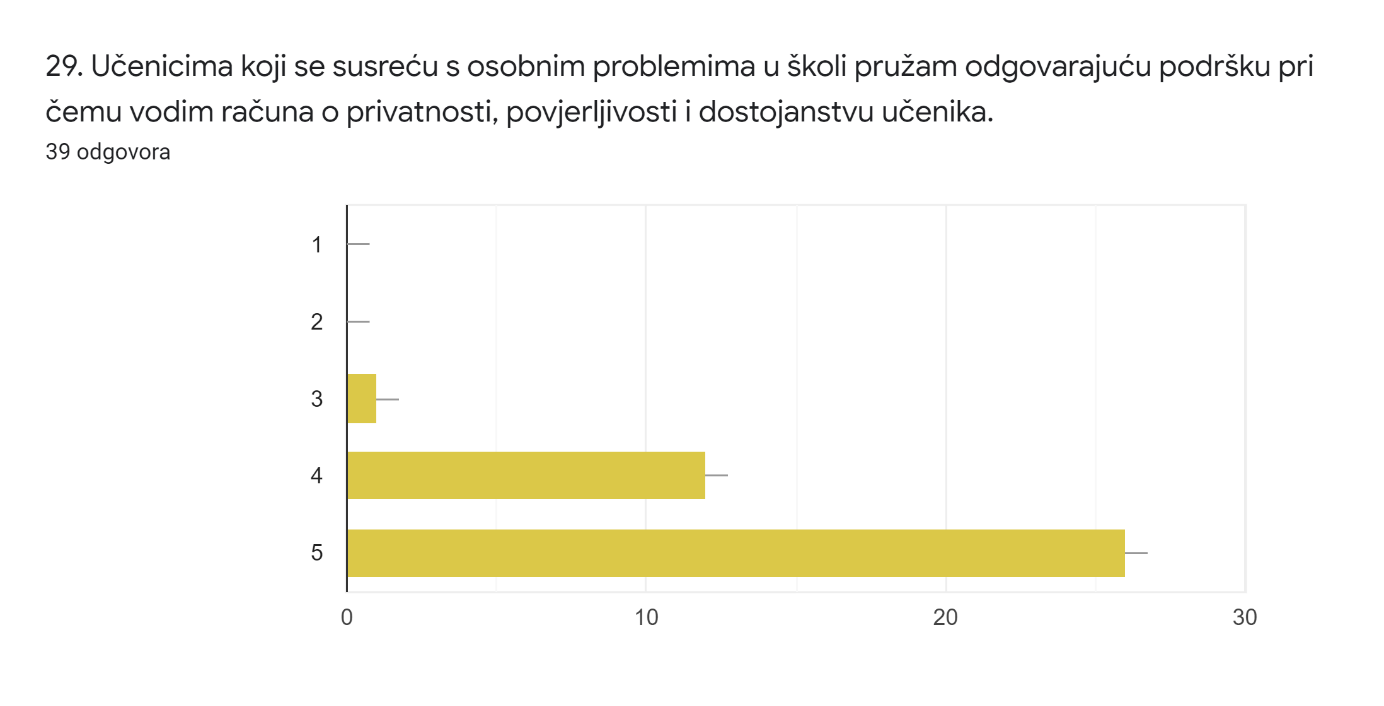 29. Učenicima koji se susreću s osobnim problemima u školi pružam odgovarajuću podršku pri
čemu vodim računa o privatnosti, povjerljivosti i dostojanstvu učenika.
39 odgovora
1
2
3
4
5
0 10 20 30